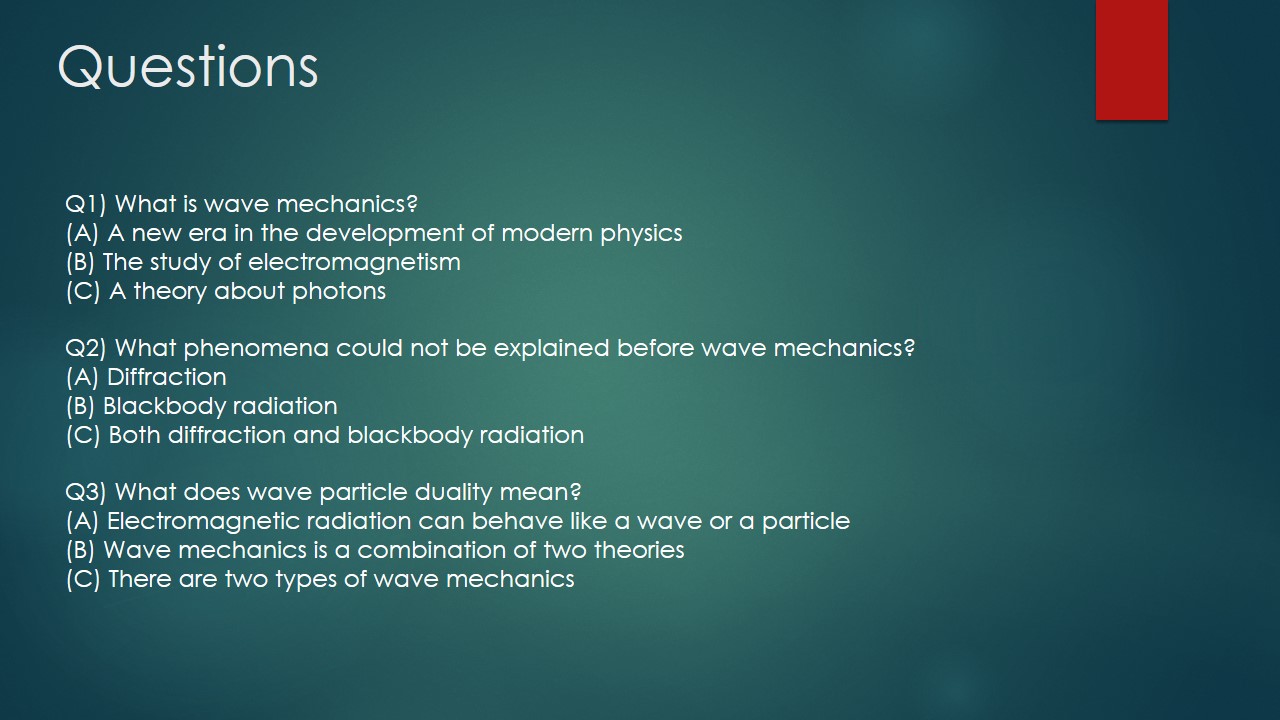 Questions
Q1) What is wave mechanics?
(A) A new era in the development of modern physics
(B) The study of electromagnetism
(C) A theory about photons
Q2) What phenomena could not be explained before wave mechanics?
(A) Diffraction
(B) Blackbody radiation
(C) Both diffraction and blackbody radiation
Q3) What does wave particle duality mean?
(A) Electromagnetic radiation can behave like a wave or a particle
(B) Wave mechanics is a combination of two theories
(C) There are two types of wave mechanics